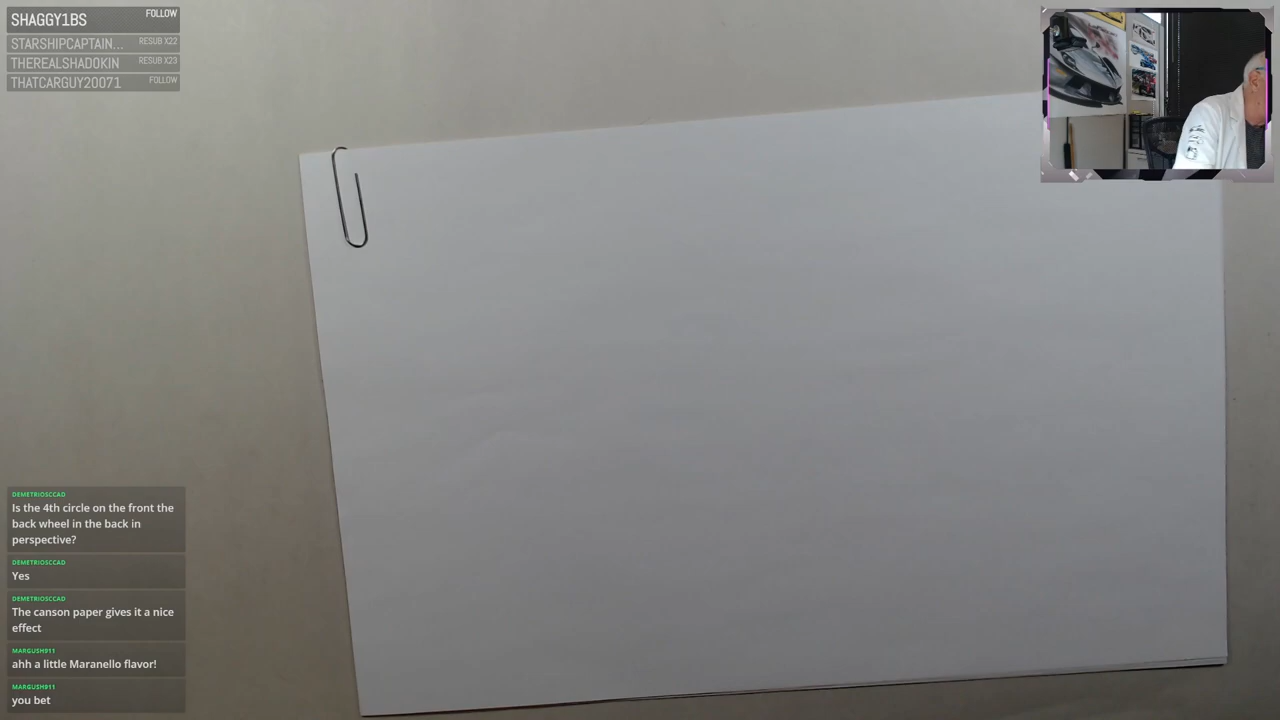 SHAGGY1BS FOLLOW
STARSHIPCAPTAIN... RESUB X22
THEREALSHADOKIN RESUB X23
THATCARGUY20071 FOLLOW
DEMETRIOSCCAD
Is the 4th circle on the front the
back wheel in the back in
perspective?
DEMETRIOSCCAD
Yes
DEMETRIOSCCAD
The canson paper gives it a nice
effect
MARGUSH911
ahh a little Maranello flavor!
MARGUSH911
you bet